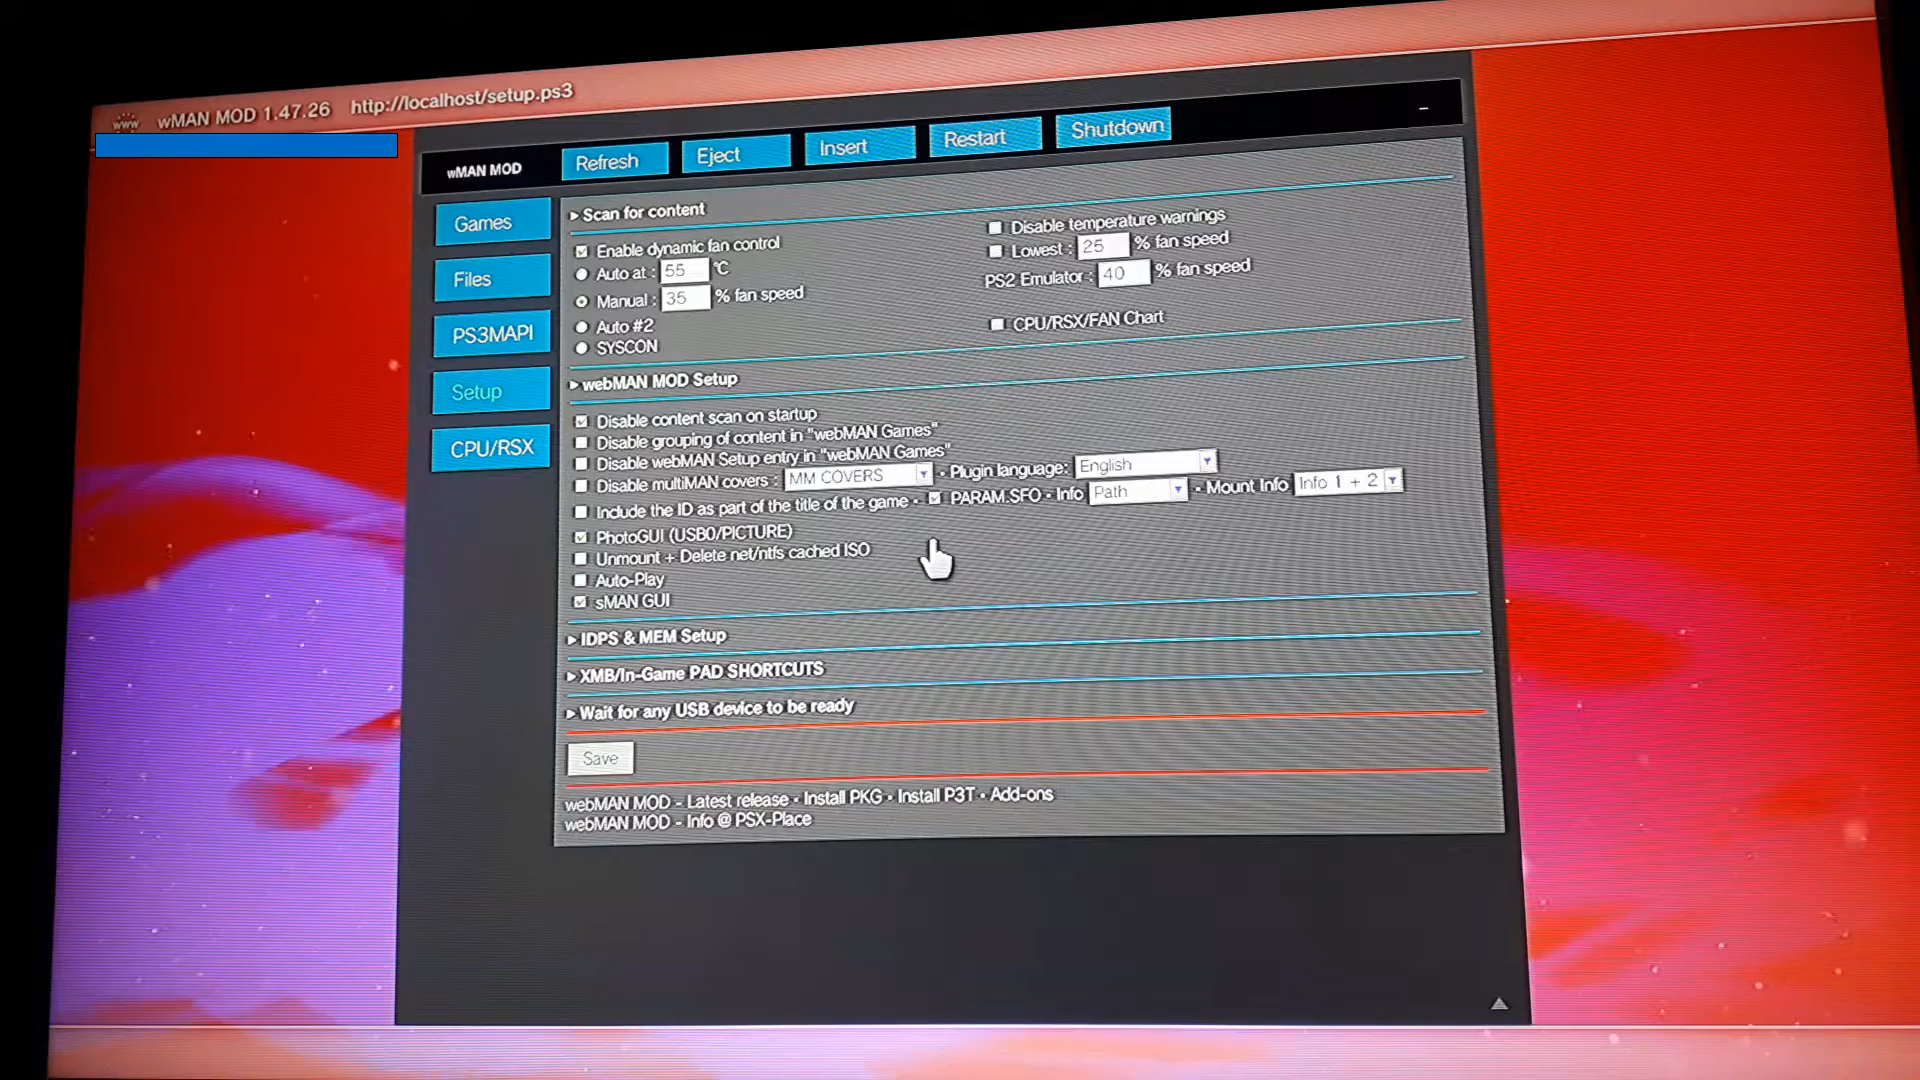 www wMAN MOD 1.47.26 http://localhost/setup.ps3
wMAN MOD Refresh Eject Insert Restart Shutdown
Games
Files
PS3MAPI
Setup
CPU/RSX
Scan for content
Enable dynamic fan control
Disable temperature warnings
Auto at : 55 °C
Lowest : 25 % fan speed
Manual : 35 % fan speed
PS2 Emulator : 40 % fan speed
Auto #2
SYSCON
CPU/RSX/FAN Chart
webMAN MOD Setup
Disable content scan on startup
Disable grouping of content in "webMAN Games"
Disable webMAN Setup entry in "webMAN Games"
Disable multiMAN covers : MM COVERS • Plugin language: English
Include the ID as part of the title of the game • PARAM.SFO • Info Path • Mount Info Info 1 + 2
PhotoGUI (USB0/PICTURE)
Unmount + Delete net/ntfs cached ISO
Auto-Play
sMAN GUI
IDPS & MEM Setup
XMB/In-Game PAD SHORTCUTS
Wait for any USB device to be ready
Save
webMAN MOD - Latest release • Install PKG • Install P3T • Add-ons
webMAN MOD - Info @ PSX-Place